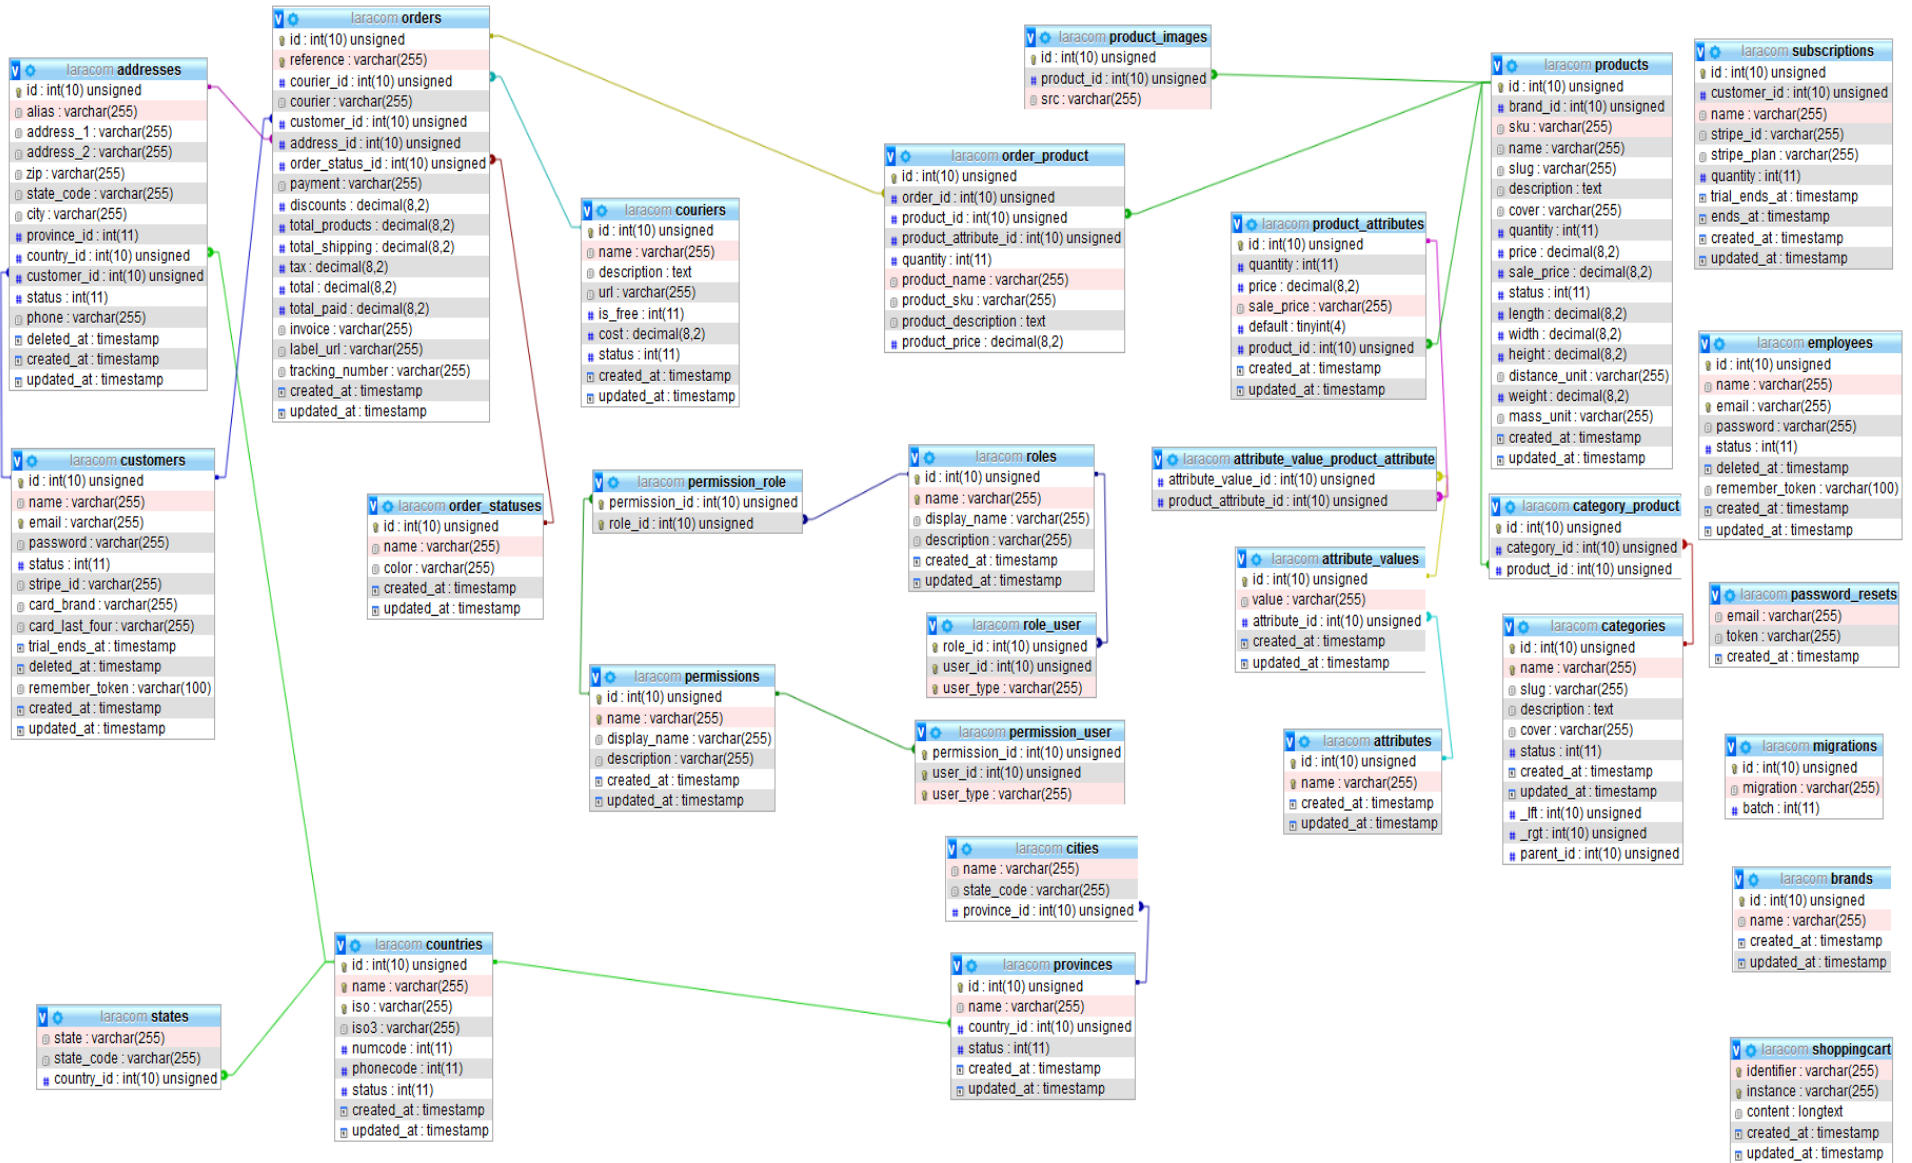 laracom orders
id : int(10) unsigned
reference : varchar(255)
courier_id : int(10) unsigned
courier : varchar(255)
customer_id : int(10) unsigned
address_id : int(10) unsigned
order_status_id : int(10) unsigned
payment : varchar(255)
discounts : decimal(8,2)
total_products : decimal(8,2)
total_shipping : decimal(8,2)
tax : decimal(8,2)
total : decimal(8,2)
total_paid : decimal(8,2)
invoice : varchar(255)
label_url : varchar(255)
tracking_number : varchar(255)
created_at : timestamp
updated_at : timestamp
laracom addresses
id : int(10) unsigned
alias : varchar(255)
address_1 : varchar(255)
address_2 : varchar(255)
zip : varchar(255)
state_code : varchar(255)
city : varchar(255)
province_id : int(11)
country_id : int(10) unsigned
customer_id : int(10) unsigned
status : int(11)
phone : varchar(255)
deleted_at : timestamp
created_at : timestamp
updated_at : timestamp
laracom product_images
id : int(10) unsigned
product_id : int(10) unsigned
src : varchar(255)
laracom products
id : int(10) unsigned
brand_id : int(10) unsigned
sku : varchar(255)
name : varchar(255)
slug : varchar(255)
description : text
cover : varchar(255)
quantity : int(11)
price : decimal(8,2)
sale_price : decimal(8,2)
status : int(11)
length : decimal(8,2)
width : decimal(8,2)
height : decimal(8,2)
distance_unit : varchar(255)
weight : decimal(8,2)
mass_unit : varchar(255)
created_at : timestamp
updated_at : timestamp
laracom subscriptions
id : int(10) unsigned
customer_id : int(10) unsigned
name : varchar(255)
stripe_id : varchar(255)
stripe_plan : varchar(255)
quantity : int(11)
trial_ends_at : timestamp
ends_at : timestamp
created_at : timestamp
updated_at : timestamp
laracom order_product
id : int(10) unsigned
order_id : int(10) unsigned
product_id : int(10) unsigned
product_attribute_id : int(10) unsigned
quantity : int(11)
product_name : varchar(255)
product_sku : varchar(255)
product_description : text
product_price : decimal(8,2)
laracom couriers
id : int(10) unsigned
name : varchar(255)
description : text
url : varchar(255)
is_free : int(11)
cost : decimal(8,2)
status : int(11)
created_at : timestamp
updated_at : timestamp
laracom product_attributes
id : int(10) unsigned
quantity : int(11)
price : decimal(8,2)
sale_price : varchar(255)
default : tinyint(4)
product_id : int(10) unsigned
created_at : timestamp
updated_at : timestamp
laracom employees
id : int(10) unsigned
name : varchar(255)
email : varchar(255)
password : varchar(255)
status : int(11)
deleted_at : timestamp
remember_token : varchar(100)
created_at : timestamp
updated_at : timestamp
laracom customers
id : int(10) unsigned
name : varchar(255)
email : varchar(255)
password : varchar(255)
status : int(11)
stripe_id : varchar(255)
card_brand : varchar(255)
card_last_four : varchar(255)
trial_ends_at : timestamp
deleted_at : timestamp
remember_token : varchar(100)
created_at : timestamp
updated_at : timestamp
laracom order_statuses
id : int(10) unsigned
name : varchar(255)
color : varchar(255)
created_at : timestamp
updated_at : timestamp
laracom permission_role
permission_id : int(10) unsigned
role_id : int(10) unsigned
laracom roles
id : int(10) unsigned
name : varchar(255)
display_name : varchar(255)
description : varchar(255)
created_at : timestamp
updated_at : timestamp
laracom attribute_value_product_attribute
attribute_value_id : int(10) unsigned
product_attribute_id : int(10) unsigned
laracom category_product
id : int(10) unsigned
category_id : int(10) unsigned
product_id : int(10) unsigned
laracom attribute_values
id : int(10) unsigned
value : varchar(255)
attribute_id : int(10) unsigned
created_at : timestamp
updated_at : timestamp
laracom password_resets
email : varchar(255)
token : varchar(255)
created_at : timestamp
laracom role_user
role_id : int(10) unsigned
user_id : int(10) unsigned
user_type : varchar(255)
laracom categories
id : int(10) unsigned
name : varchar(255)
slug : varchar(255)
description : text
cover : varchar(255)
status : int(11)
created_at : timestamp
updated_at : timestamp
_lft : int(10) unsigned
_rgt : int(10) unsigned
parent_id : int(10) unsigned
laracom permissions
id : int(10) unsigned
name : varchar(255)
display_name : varchar(255)
description : varchar(255)
created_at : timestamp
updated_at : timestamp
laracom permission_user
permission_id : int(10) unsigned
user_id : int(10) unsigned
user_type : varchar(255)
laracom attributes
id : int(10) unsigned
name : varchar(255)
created_at : timestamp
updated_at : timestamp
laracom migrations
id : int(10) unsigned
migration : varchar(255)
batch : int(11)
laracom cities
name : varchar(255)
state_code : varchar(255)
province_id : int(10) unsigned
laracom brands
id : int(10) unsigned
name : varchar(255)
created_at : timestamp
updated_at : timestamp
laracom countries
id : int(10) unsigned
name : varchar(255)
iso : varchar(255)
iso3 : varchar(255)
numcode : int(11)
phonecode : int(11)
status : int(11)
created_at : timestamp
updated_at : timestamp
laracom provinces
id : int(10) unsigned
name : varchar(255)
country_id : int(10) unsigned
status : int(11)
created_at : timestamp
updated_at : timestamp
laracom states
state : varchar(255)
state_code : varchar(255)
country_id : int(10) unsigned
laracom shoppingcart
identifier : varchar(255)
instance : varchar(255)
content : longtext
created_at : timestamp
updated_at : timestamp